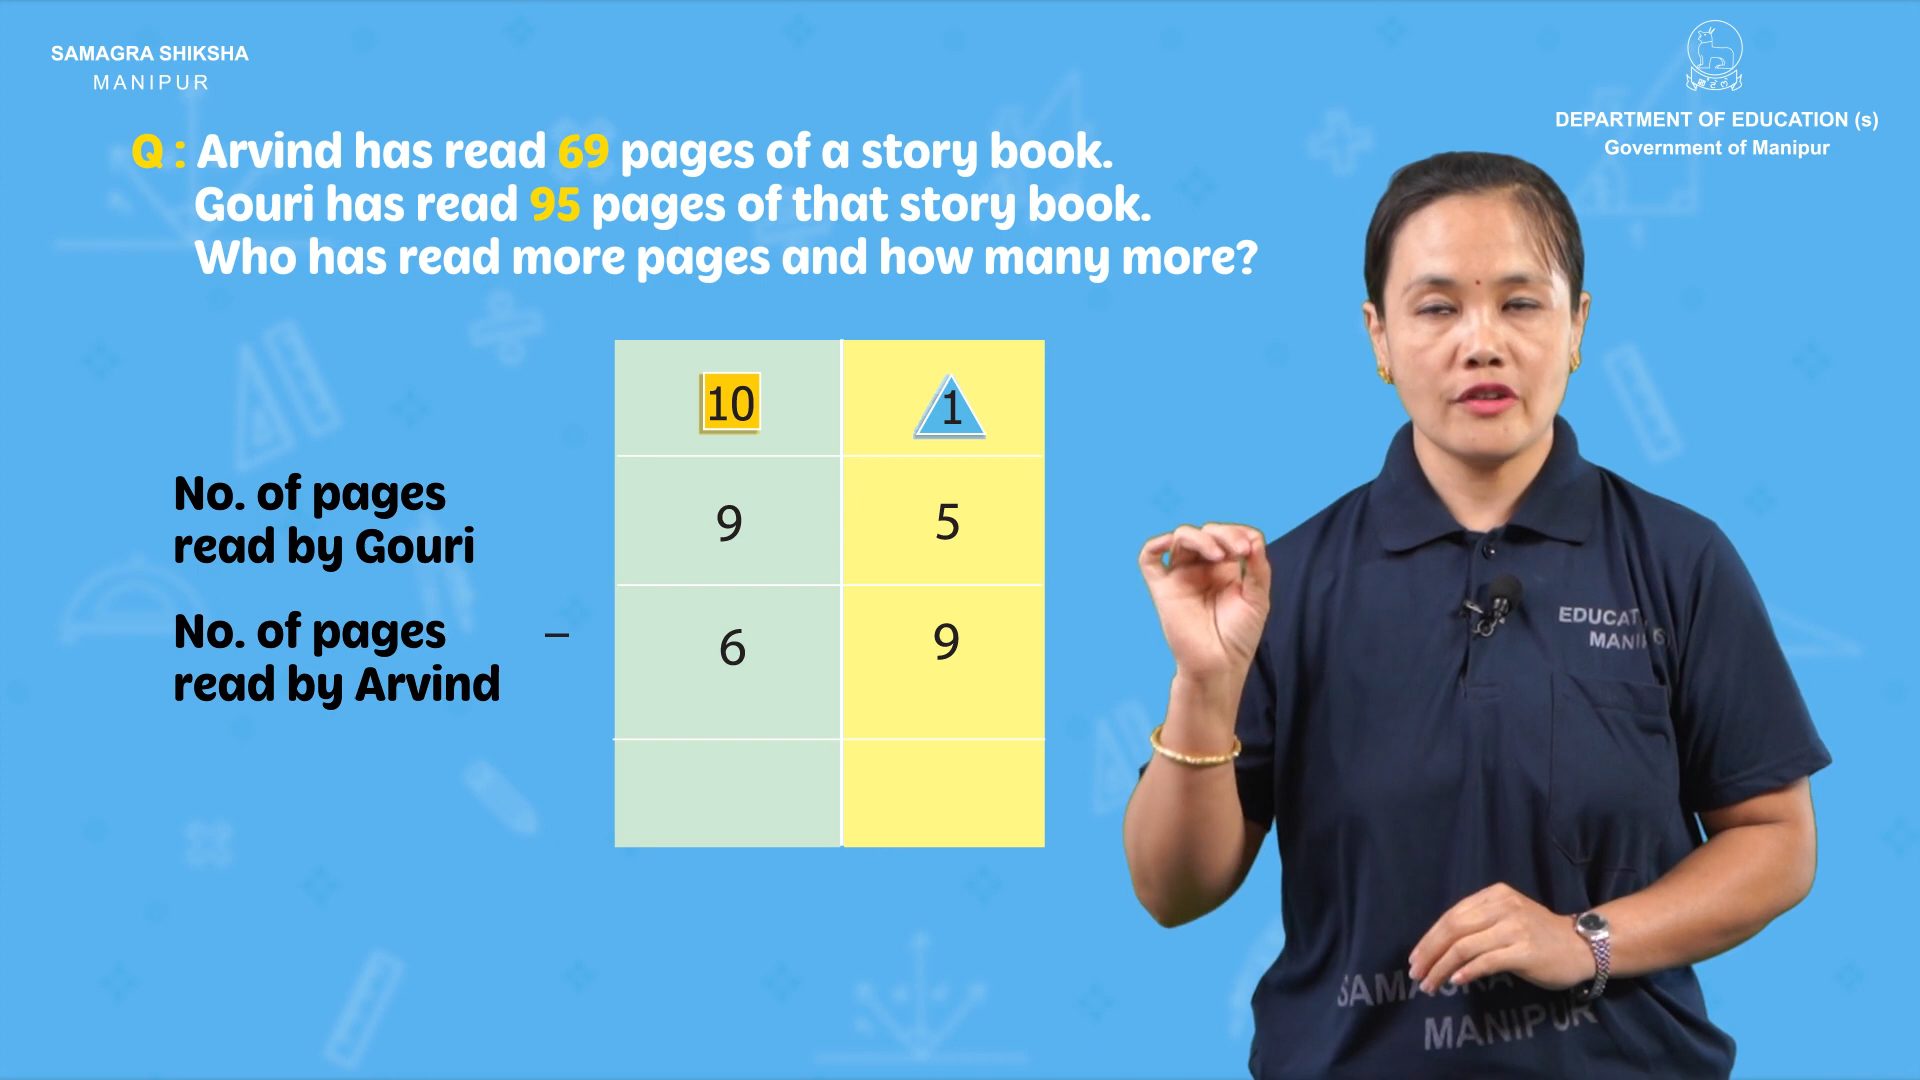 SAMAGRA SHIKSHA
MANIPUR
DEPARTMENT OF EDUCATION (s)
Government of Manipur
Q : Arvind has read 69 pages of a story book.
Gouri has read 95 pages of that story book.
Who has read more pages and how many more?
10 1
No. of pages
read by Gouri
9 5
No. of pages
read by Arvind
– 6 9
MANIPUR